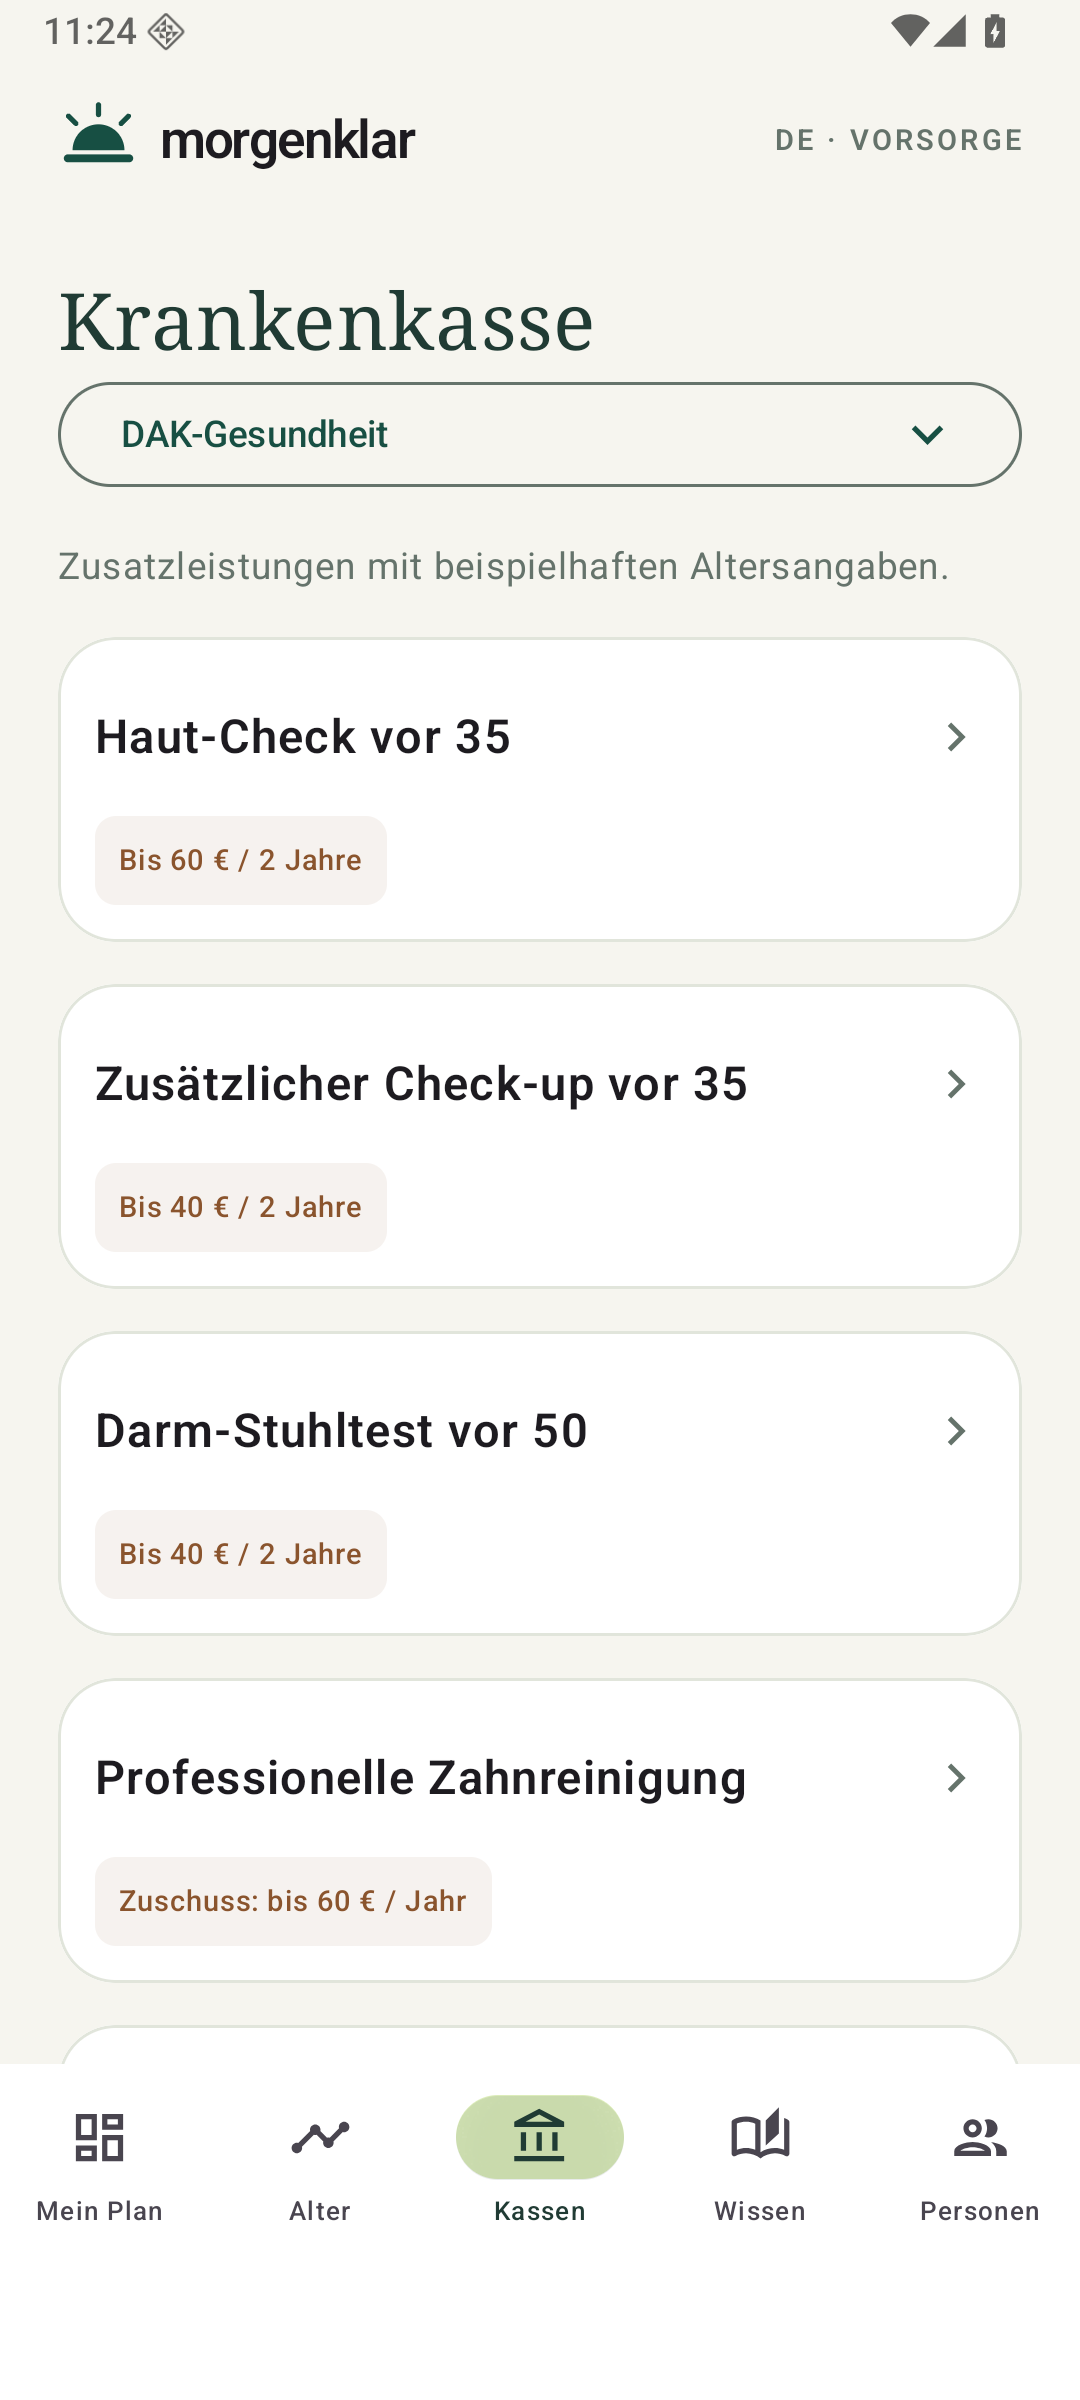 11:24
morgenklar
DE · VORSORGE
Krankenkasse
DAK-Gesundheit
Zusatzleistungen mit beispielhaften Altersangaben.
Haut-Check vor 35
Bis 60 € / 2 Jahre
Zusätzlicher Check-up vor 35
Bis 40 € / 2 Jahre
Darm-Stuhltest vor 50
Bis 40 € / 2 Jahre
Professionelle Zahnreinigung
Zuschuss: bis 60 € / Jahr
Mein Plan
Alter
Kassen
Wissen
Personen